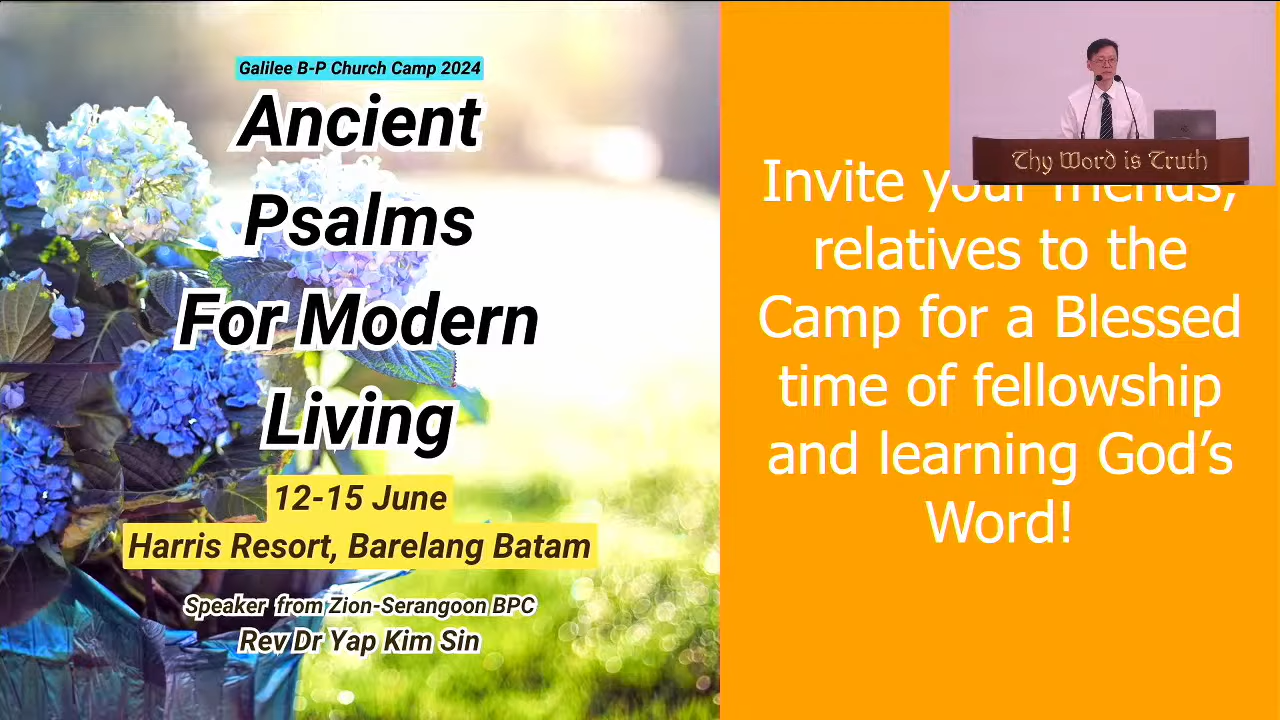 Galilee B-P Church Camp 2024
Ancient
Psalms
For Modern
Living
12-15 June
Harris Resort, Barelang Batam
Speaker from Zion-Serangoon BPC
Rev Dr Yap Kim Sin
Thy Word is Truth
Invite your friends,
relatives to the
Camp for a Blessed
time of fellowship
and learning God's
Word!